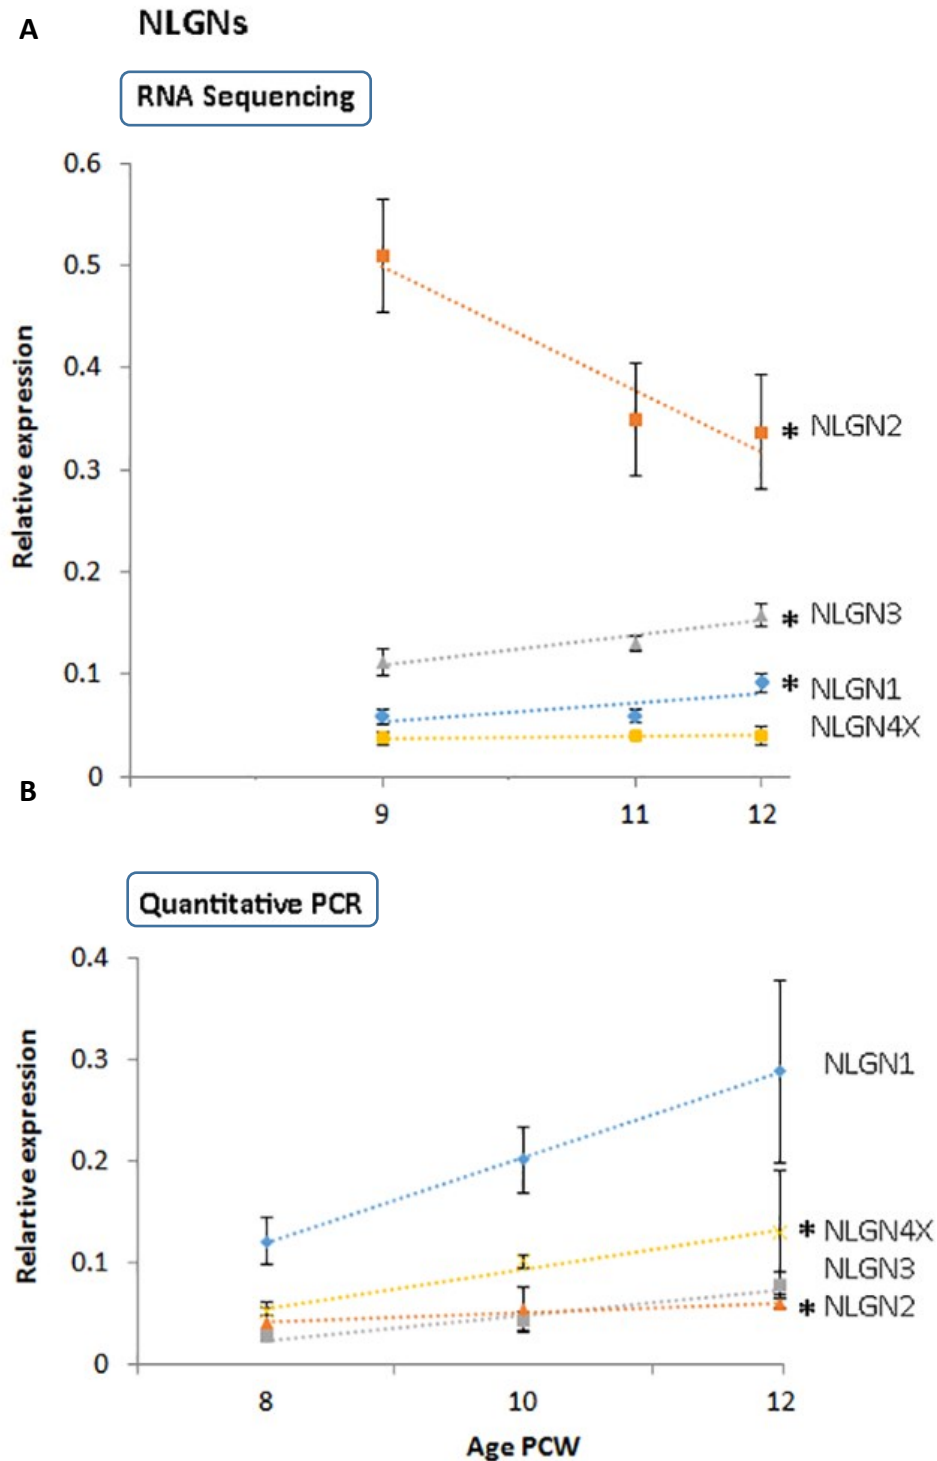 A NLGNs
RNA Sequencing
0.6
0.5
0.4
0.3
0.2
0.1
0
Relative expression
* NLGN2
* NLGN3
* NLGN1
NLGN4X
9 11 12
B
Quantitative PCR
0.4
0.3
0.2
0.1
0
Relartive expression
NLGN1
* NLGN4X
NLGN3
* NLGN2
8 10 12
Age PCW